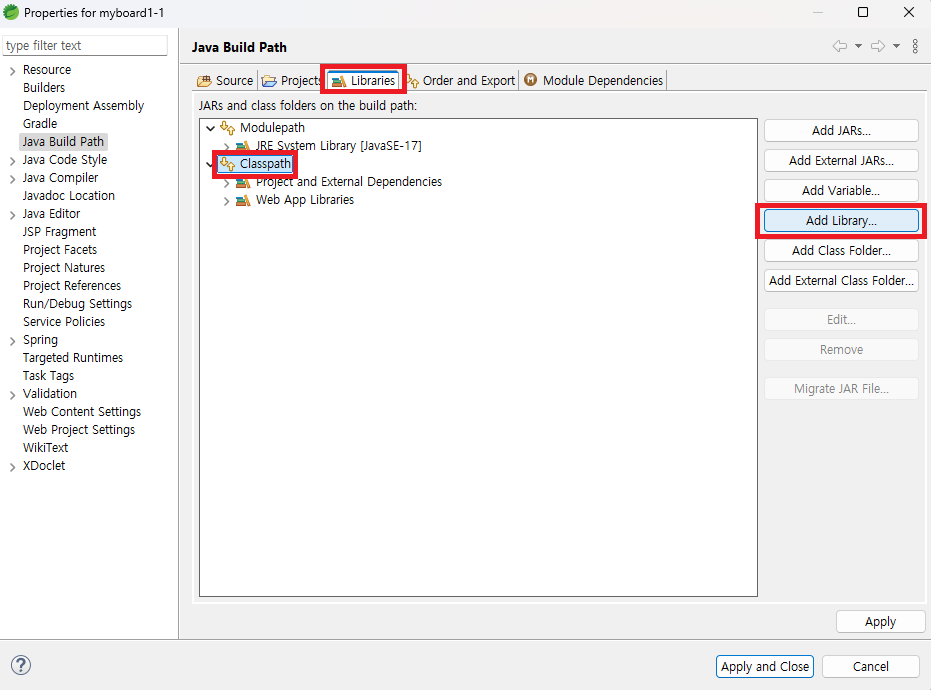 Properties for myboard1-1
type filter text
Resource
Builders
Deployment Assembly
Gradle
Java Build Path
Java Code Style
Java Compiler
Javadoc Location
Java Editor
JSP Fragment
Project Facets
Project Natures
Project References
Run/Debug Settings
Service Policies
Spring
Targeted Runtimes
Task Tags
Validation
Web Content Settings
Web Project Settings
WikiText
XDoclet
Java Build Path
Source
Projects
Libraries
Order and Export
Module Dependencies
JARs and class folders on the build path:
Modulepath
JRE System Library [JavaSE-17]
Classpath
Project and External Dependencies
Web App Libraries
Add JARs...
Add External JARs...
Add Variable...
Add Library...
Add Class Folder...
Add External Class Folder...
Edit...
Remove
Migrate JAR File...
Apply
Apply and Close
Cancel